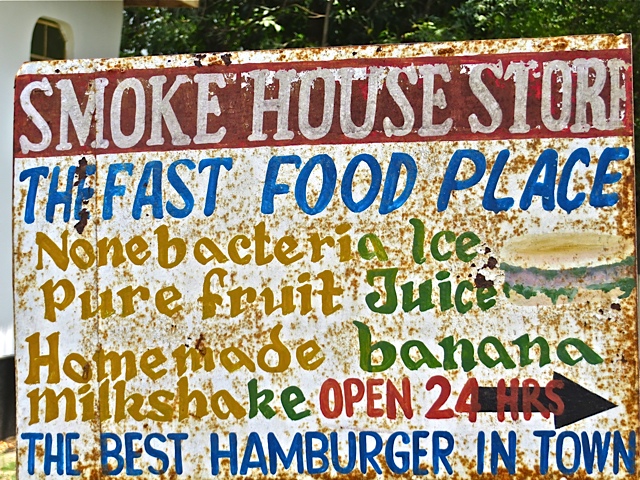 SMOKE HOUSE STORE
THE FAST FOOD PLACE
Nonebacteria Ice
Pure fruit Juice
Homemade banana
milkshake OPEN 24 HRS
THE BEST HAMBURGER IN TOWN